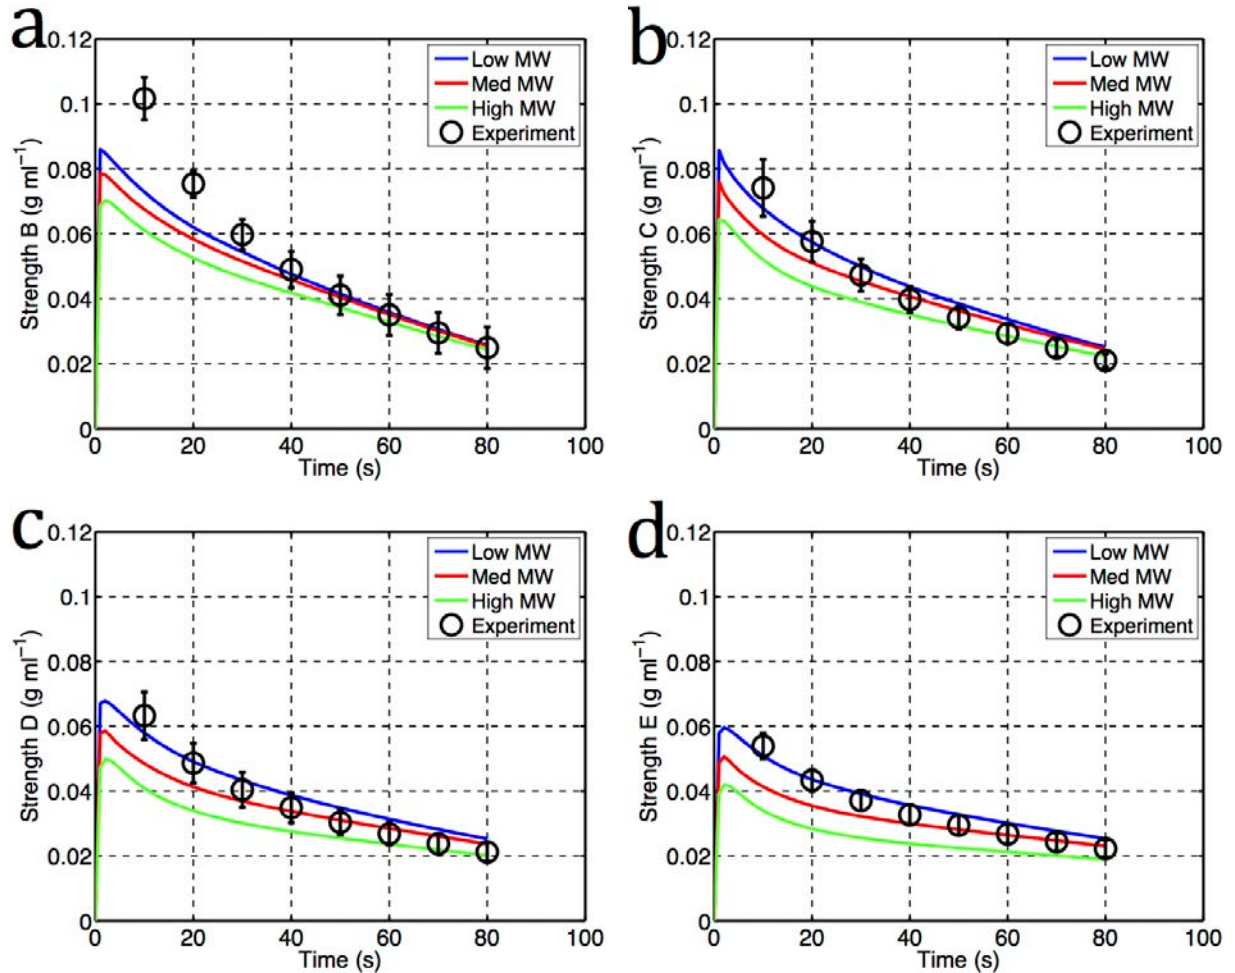 a
0.12
0.1
0.08
0.06
0.04
0.02
0
Strength B (g ml⁻¹)
0 20 40 60 80 100
Time (s)
Low MW
Med MW
High MW
Experiment
b
0.12
0.1
0.08
0.06
0.04
0.02
0
Strength C (g ml⁻¹)
0 20 40 60 80 100
Time (s)
Low MW
Med MW
High MW
Experiment
c
0.12
0.1
0.08
0.06
0.04
0.02
0
Strength D (g ml⁻¹)
0 20 40 60 80 100
Time (s)
Low MW
Med MW
High MW
Experiment
d
0.12
0.1
0.08
0.06
0.04
0.02
0
Strength E (g ml⁻¹)
0 20 40 60 80 100
Time (s)
Low MW
Med MW
High MW
Experiment